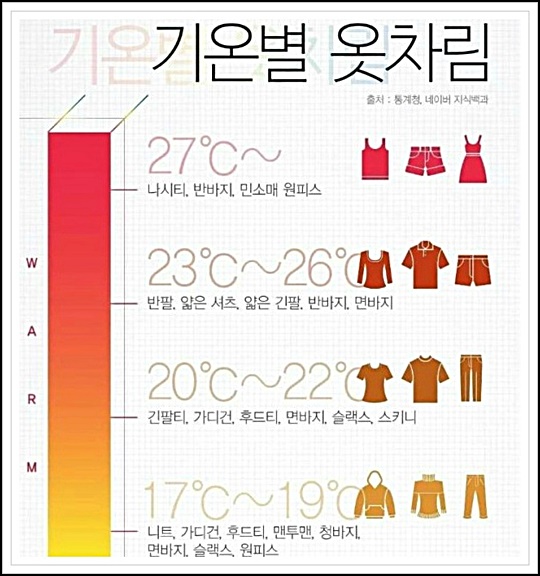 기온별 옷차림
출처 : 통계청, 네이버 지식백과
27℃~
나시티, 반바지, 민소매 원피스
23℃~26℃
반팔, 얇은 셔츠, 얇은 긴팔, 반바지, 면바지
20℃~22℃
긴팔티, 가디건, 후드티, 면바지, 슬랙스, 스키니
17℃~19℃
니트, 가디건, 후드티, 맨투맨, 청바지,
면바지, 슬랙스, 원피스
W
A
R
M